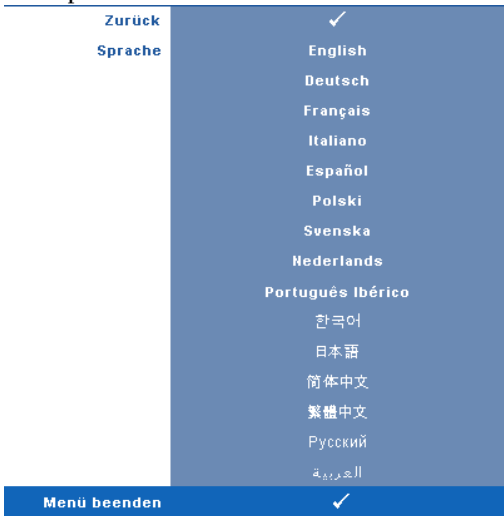 Zurück ✓
Sprache English
Deutsch
Français
Italiano
Español
Polski
Svenska
Nederlands
Português Ibérico
한국어
日本語
简体中文
繁體中文
Русский
العربية
Menü beenden ✓